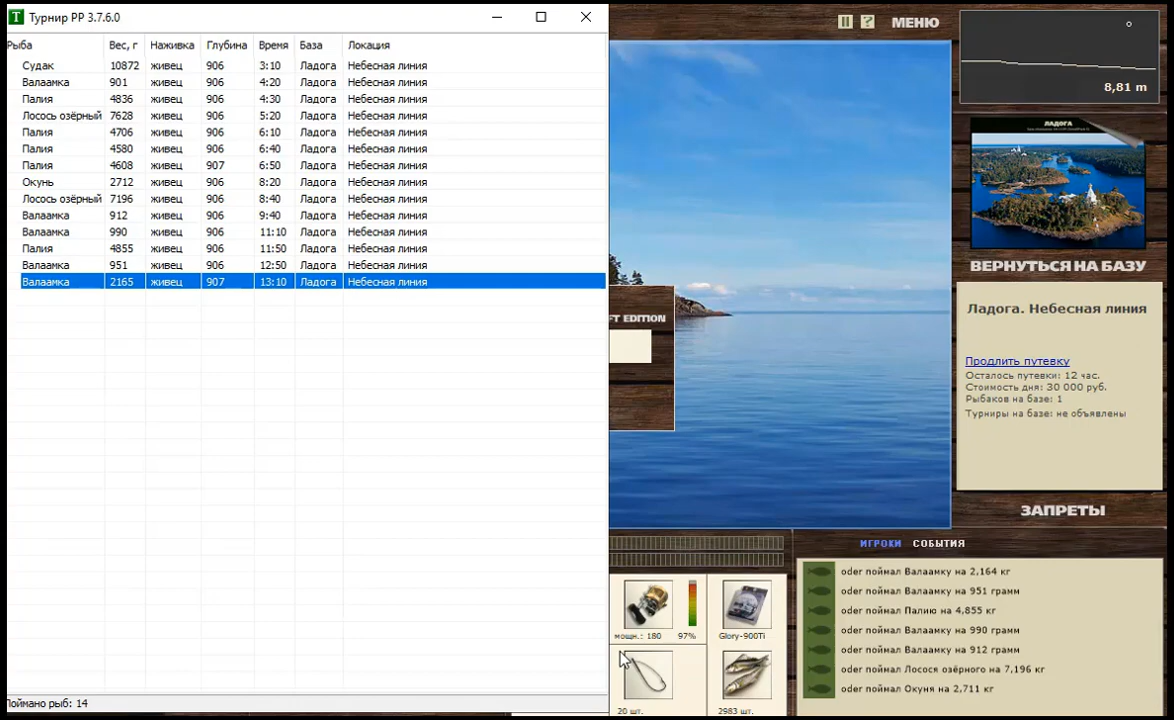 Турнир РР 3.7.6.0
Рыба Вес, г Наживка Глубина Время База Локация
Судак 10872 живец 906 3:10 Ладога Небесная линия
Валаамка 901 живец 906 4:20 Ладога Небесная линия
Палия 4836 живец 906 4:30 Ладога Небесная линия
Лосось озёрный 7628 живец 906 5:20 Ладога Небесная линия
Палия 4706 живец 906 6:10 Ладога Небесная линия
Палия 4580 живец 906 6:40 Ладога Небесная линия
Палия 4608 живец 907 6:50 Ладога Небесная линия
Окунь 2712 живец 906 8:20 Ладога Небесная линия
Лосось озёрный 7196 живец 906 8:40 Ладога Небесная линия
Валаамка 912 живец 906 9:40 Ладога Небесная линия
Валаамка 990 живец 906 11:10 Ладога Небесная линия
Палия 4855 живец 906 11:50 Ладога Небесная линия
Валаамка 951 живец 906 12:50 Ладога Небесная линия
Валаамка 2165 живец 907 13:10 Ладога Небесная линия
Поймано рыб: 14
МЕНЮ
8,81 m
ЛАДОГА
ВЕРНУТЬСЯ НА БАЗУ
Ладога. Небесная линия
Продлить путевку
Осталось путевки: 12 час.
Стоимость дня: 30 000 руб.
Рыбаков на базе: 1
Турниры на базе: не объявлены
ЗАПРЕТЫ
FT EDITION
ИГРОКИ СОБЫТИЯ
oder поймал Валаамку на 2,164 кг
oder поймал Валаамку на 951 грамм
oder поймал Палию на 4,855 кг
oder поймал Валаамку на 990 грамм
oder поймал Валаамку на 912 грамм
oder поймал Лосося озёрного на 7,196 кг
oder поймал Окуня на 2,711 кг
мощн.: 180 97% Glory-900Ti
20 шт. 2983 шт.